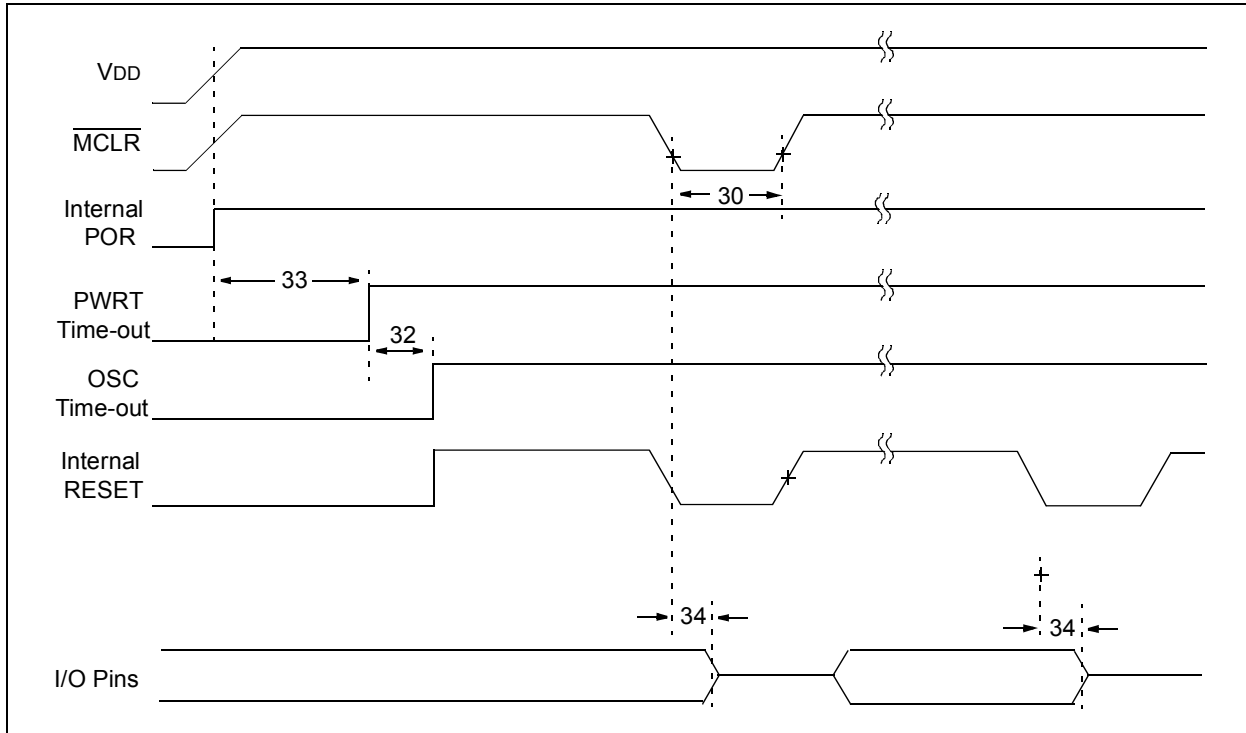 VDD
MCLR
30
Internal
POR
33
PWRT
Time-out
32
OSC
Time-out
Internal
RESET
34
34
I/O Pins